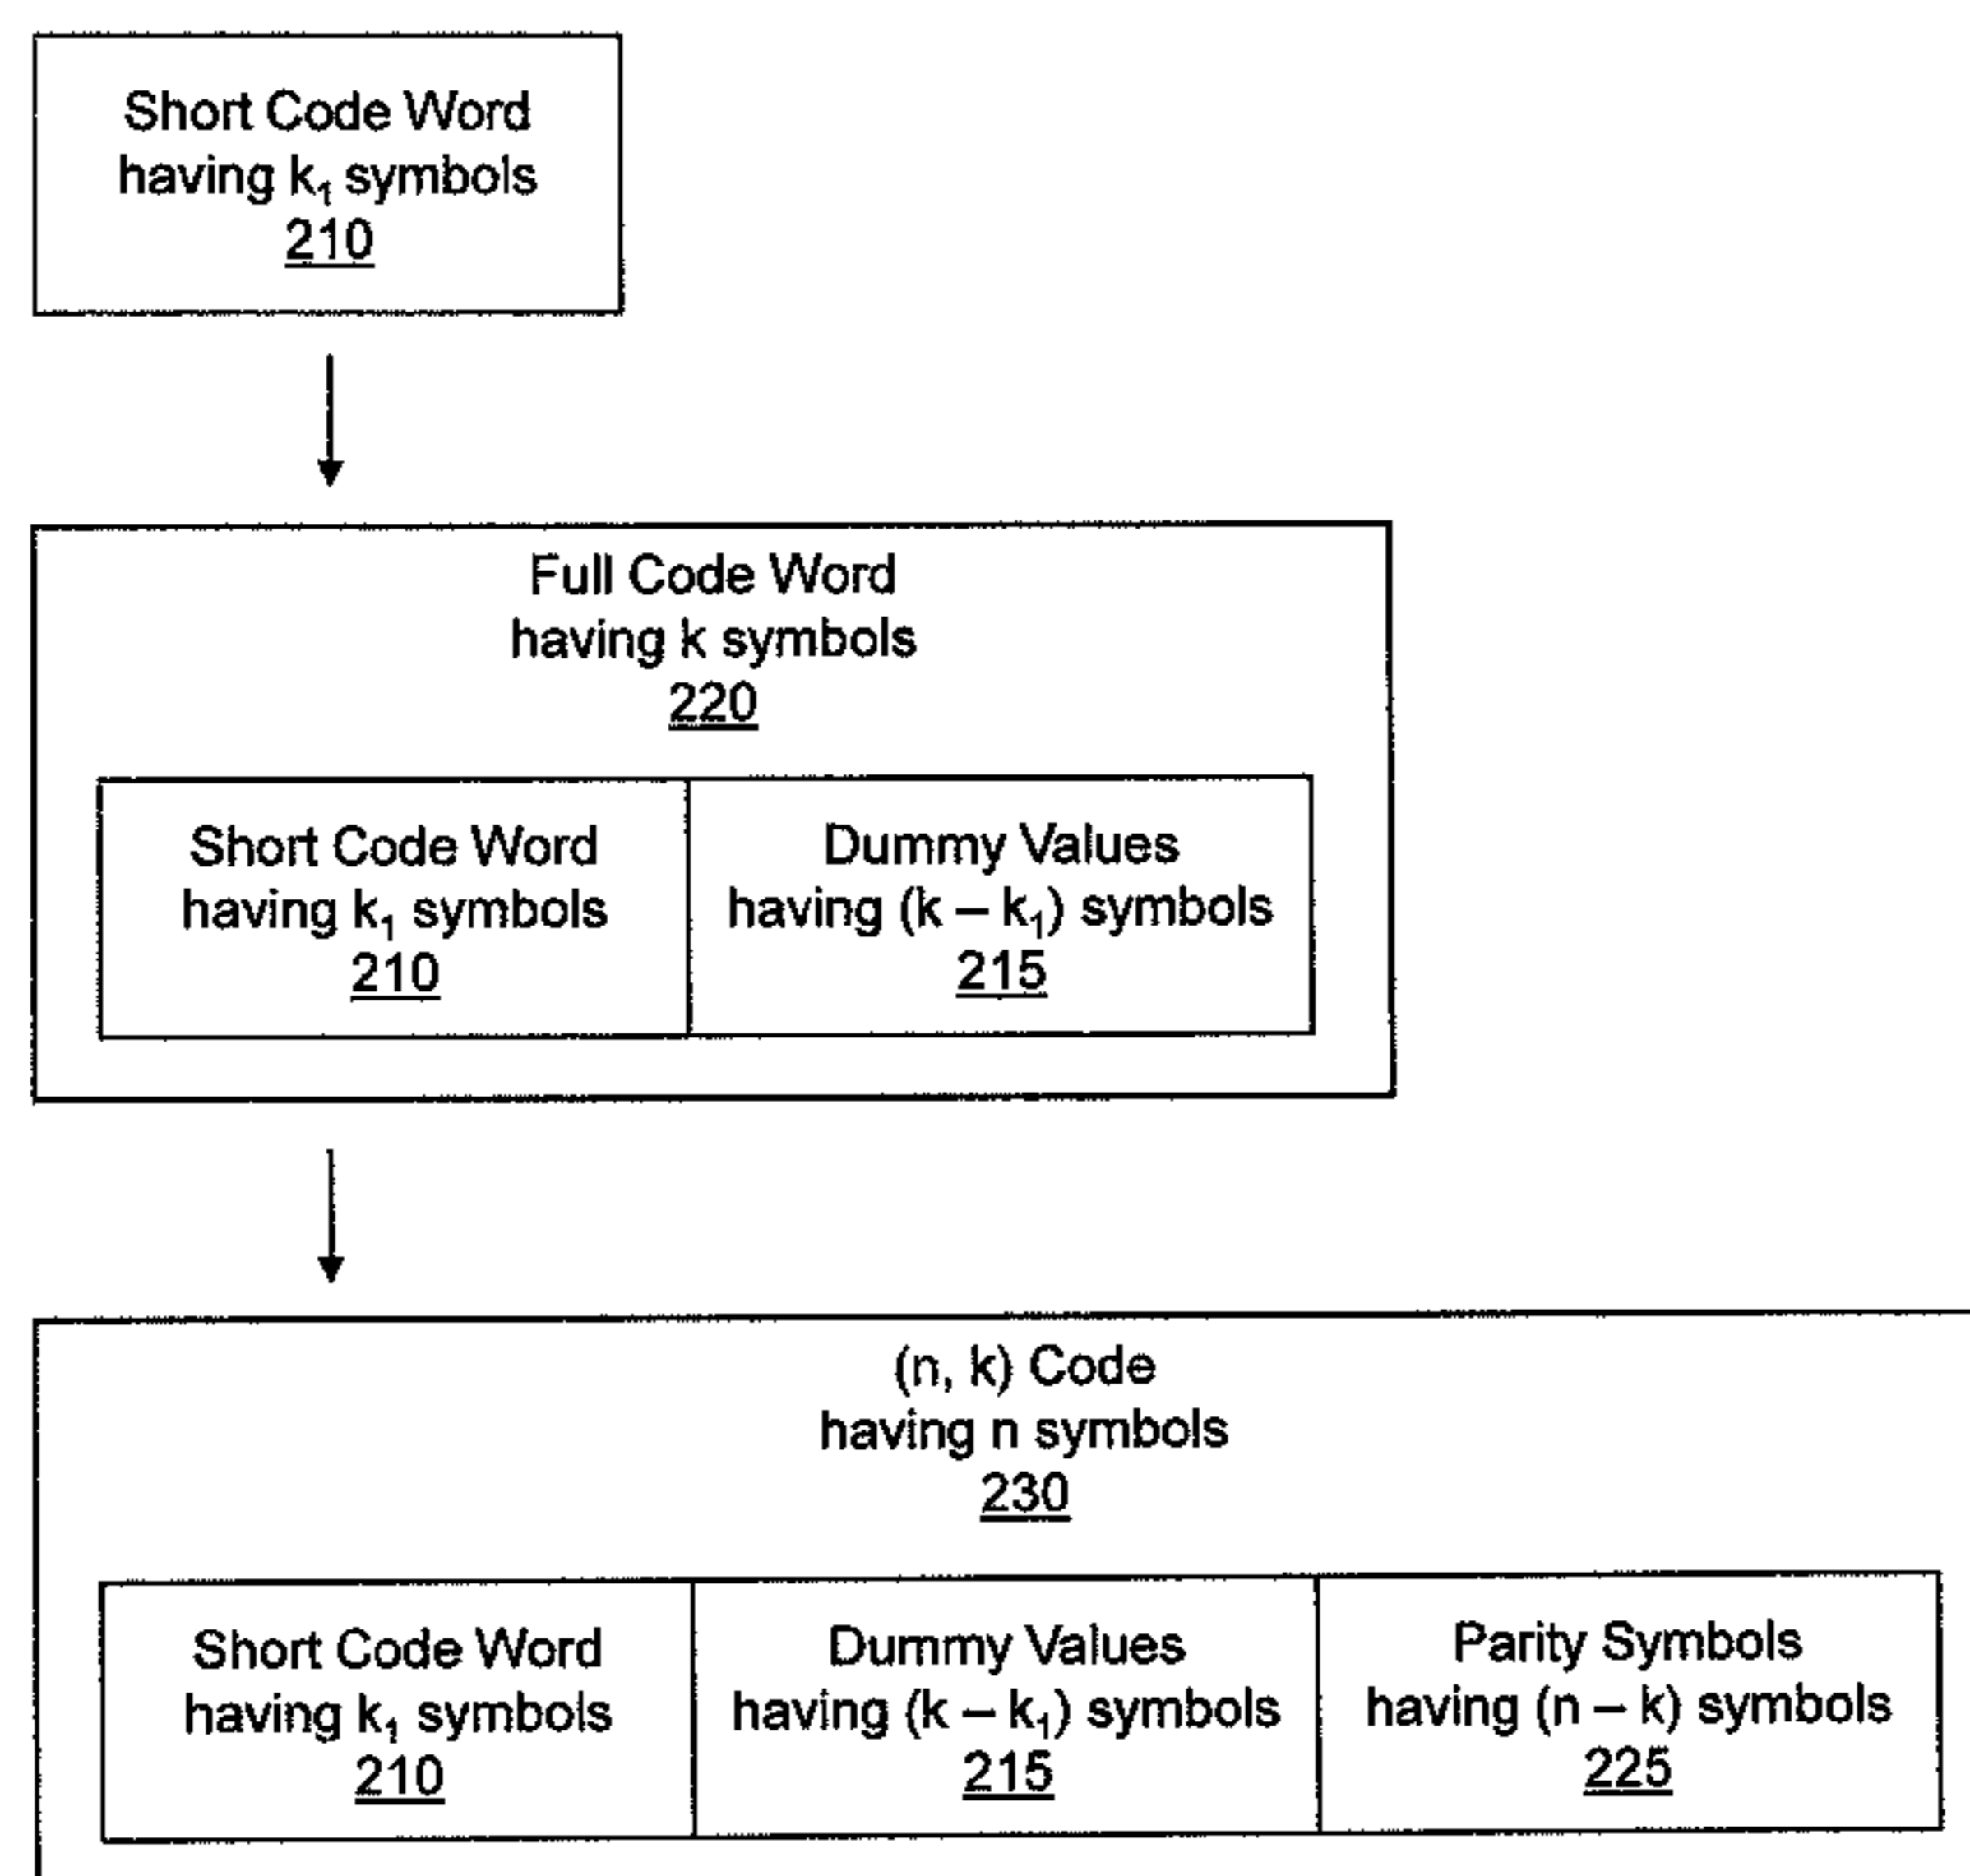 Short Code Word
having k₁ symbols
210
Full Code Word
having k symbols
220
Short Code Word
having k₁ symbols
210
Dummy Values
having (k – k₁) symbols
215
(n, k) Code
having n symbols
230
Short Code Word
having k₁ symbols
210
Dummy Values
having (k – k₁) symbols
215
Parity Symbols
having (n – k) symbols
225